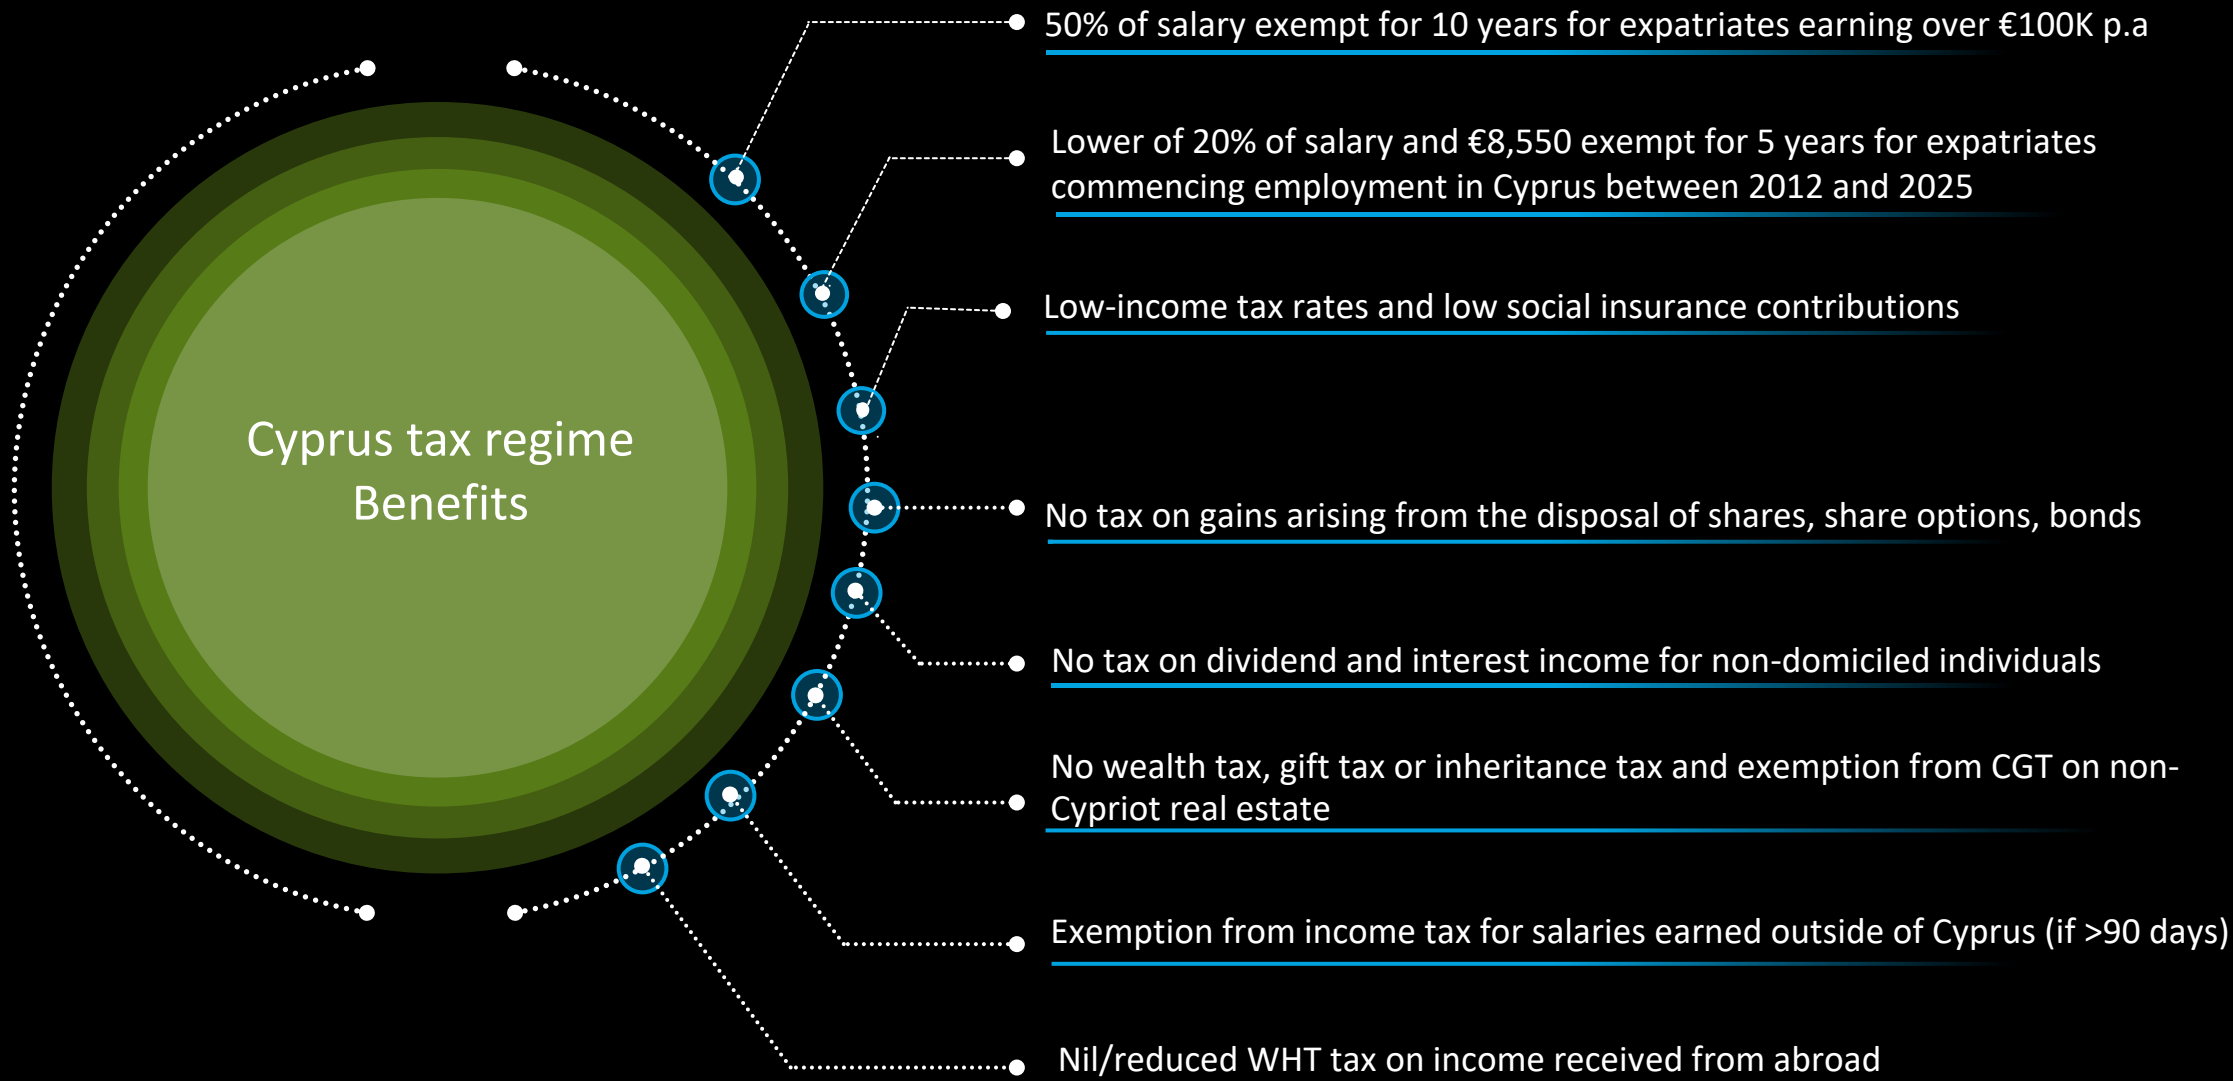 Cyprus tax regime
Benefits
50% of salary exempt for 10 years for expatriates earning over €100K p.a
Lower of 20% of salary and €8,550 exempt for 5 years for expatriates
commencing employment in Cyprus between 2012 and 2025
Low-income tax rates and low social insurance contributions
No tax on gains arising from the disposal of shares, share options, bonds
No tax on dividend and interest income for non-domiciled individuals
No wealth tax, gift tax or inheritance tax and exemption from CGT on non-
Cypriot real estate
Exemption from income tax for salaries earned outside of Cyprus (if >90 days)
Nil/reduced WHT tax on income received from abroad